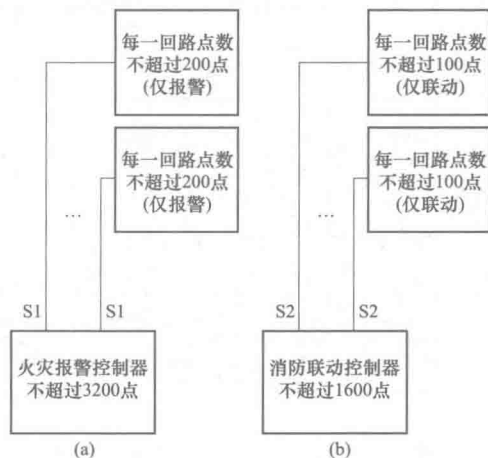 每一回路点数
不超过200点
(仅报警)
每一回路点数
不超过200点
(仅报警)
…
S1
S1
火灾报警控制器
不超过3200点
(a)
每一回路点数
不超过100点
(仅联动)
每一回路点数
不超过100点
(仅联动)
…
S2
S2
消防联动控制器
不超过1600点
(b)